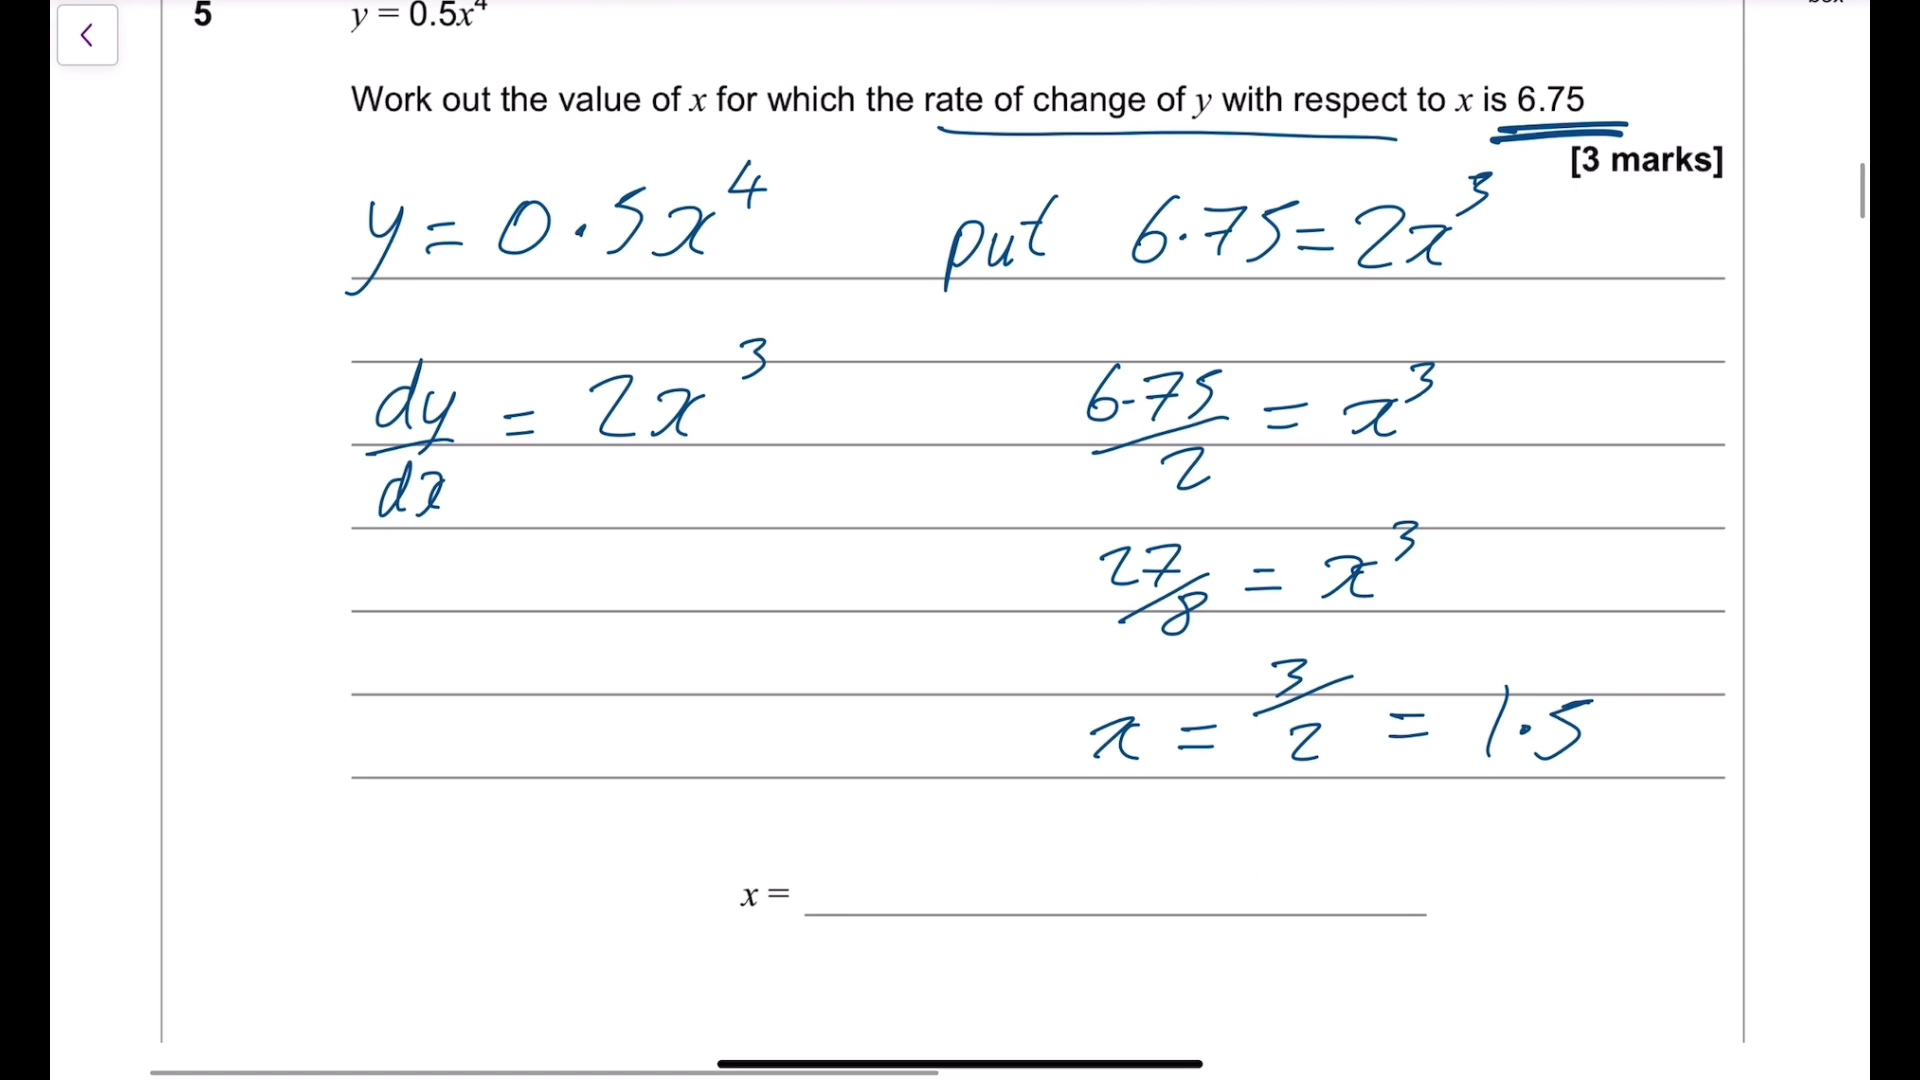 5 y = 0.5x⁴
Work out the value of x for which the rate of change of y with respect to x is 6.75
[3 marks]
y = 0.5x⁴
dy/dx = 2x³
put 6.75 = 2x³
6.75/2 = x³
27/8 = x³
x = 3/2 = 1.5
x =